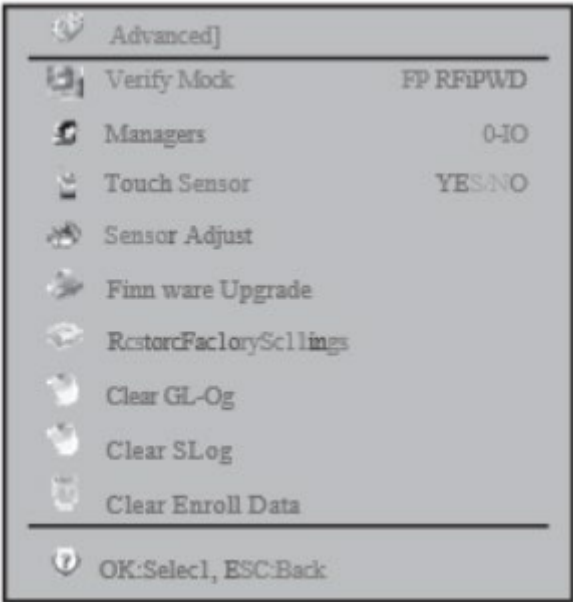 Advanced]
Verify Mock FP RFiPWD
Managers 0-IO
Touch Sensor YES/NO
Sensor Adjust
Finn ware Upgrade
RcstorcFacloryScllings
Clear GL-Og
Clear SLog
Clear Enroll Data
OK:Selecl, ESC:Back